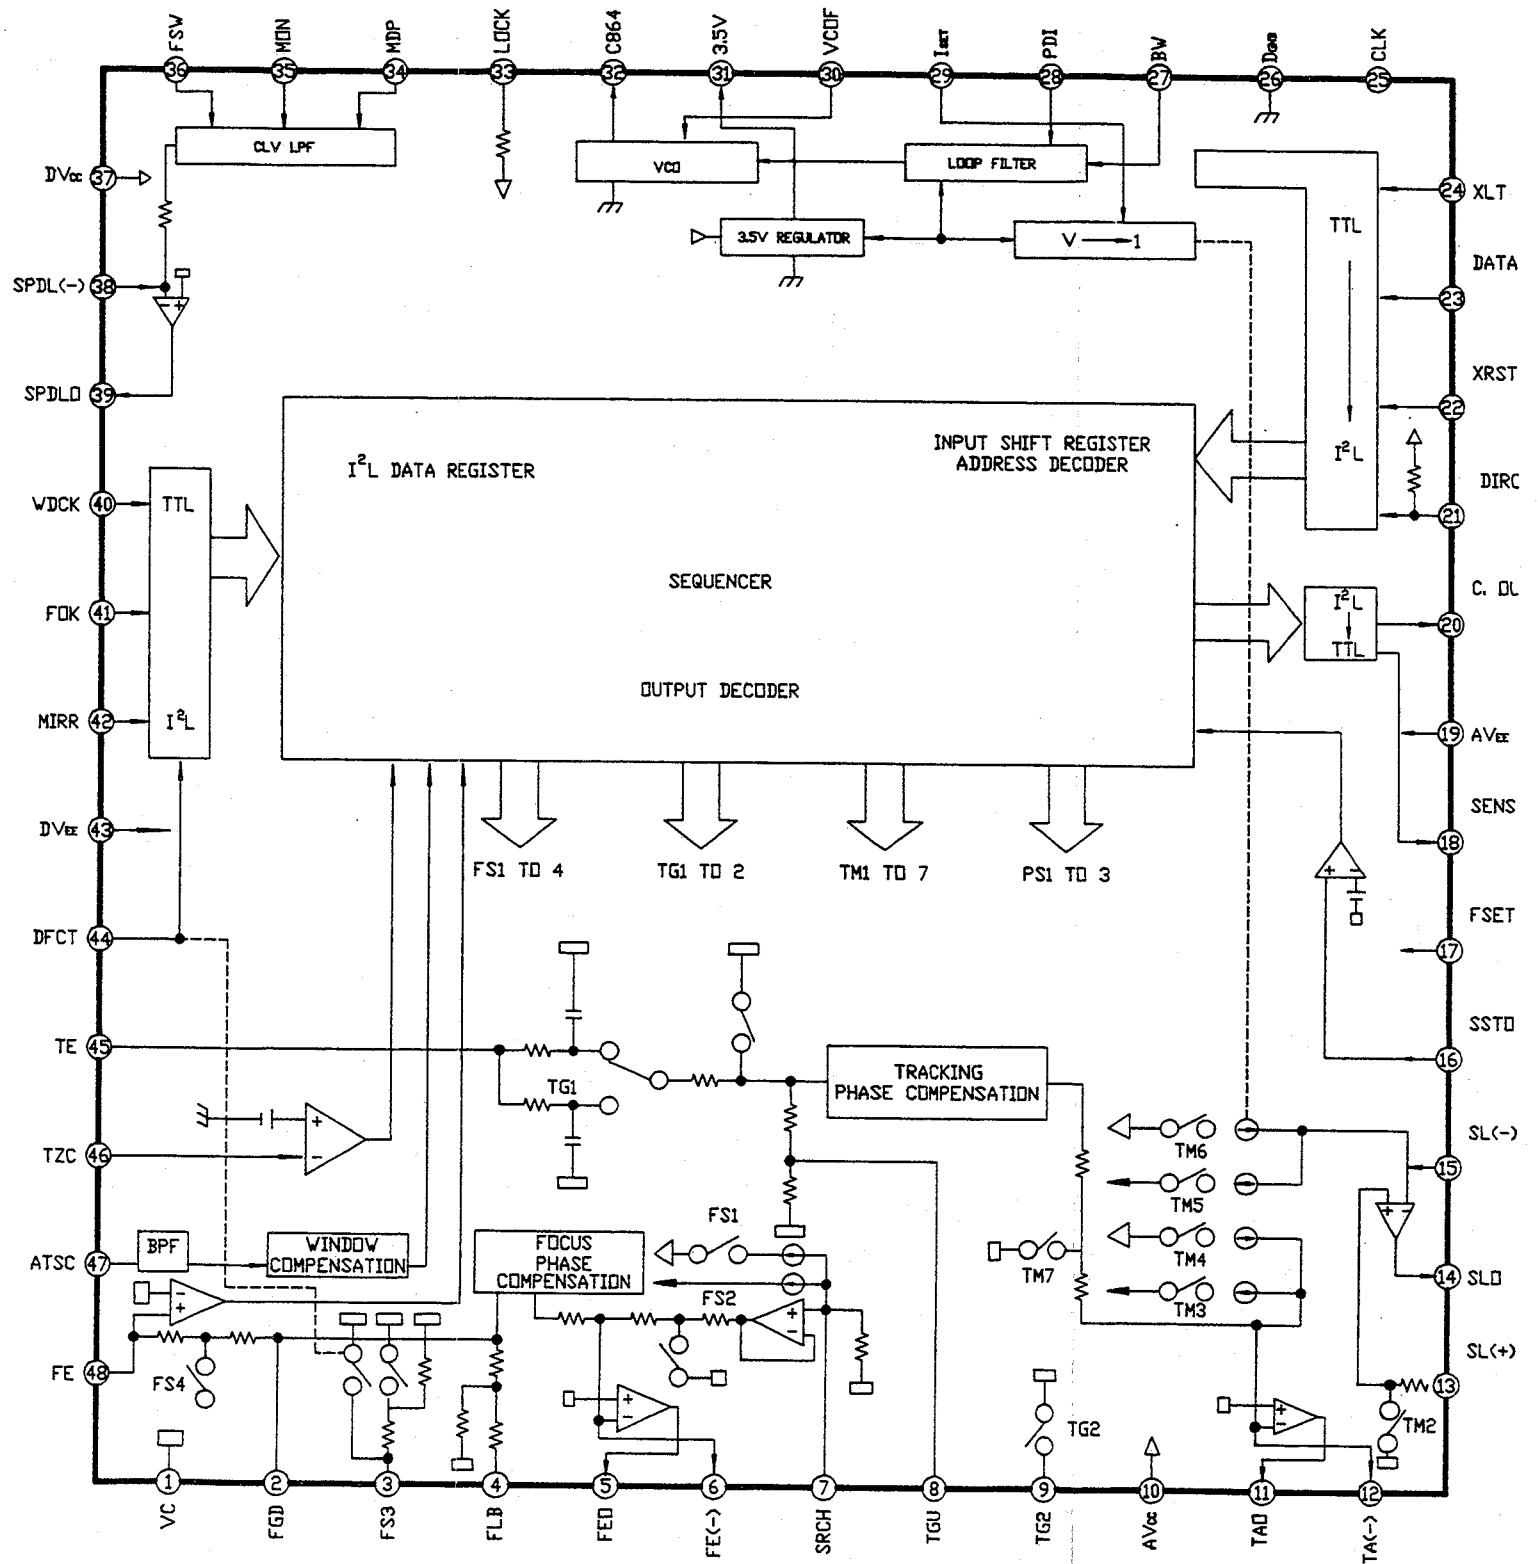 FSW
MON
MDP
LOCK
C864
3.5V
VCOF
ISET
PDI
BW
DGND
CLK
36
35
34
33
32
31
30
29
28
27
26
25
CLV LPF
VCO
LOOP FILTER
3.5V REGULATOR
V 1
DVCC 37
SPDL(-) 38
- +
SPDLO 39
WDCK 40
FOK 41
MIRR 42
DVEE 43
DFCT 44
TE 45
TZC 46
ATSC 47
FE 48
TTL
I²L
24 XLT
DATA
23
XRST
22
DIRC
21
C. OU
20
19 AVEE
SENS
18
FSET
17
SSTO
16
SL(-)
15
14 SLO
SL(+)
13
TTL
I²L
I²L
TTL
I²L DATA REGISTER
INPUT SHIFT REGISTER
ADDRESS DECODER
SEQUENCER
OUTPUT DECODER
FS1 TO 4
TG1 TO 2
TM1 TO 7
PS1 TO 3
+ -
TG1
TRACKING
PHASE COMPENSATION
+
-
TM6
TM5
TM4
TM3
TM7
+ -
BPF
WINDOW
COMPENSATION
FOCUS
PHASE
COMPENSATION
FS1
FS2
-
+
+
-
FS4
+
-
TG2
+
-
TM2
1
2
3
4
5
6
7
8
9
10
11
12
VC
FGD
FS3
FLB
FEO
FE(-)
SRCH
TGU
TG2
AVCC
TAO
TA(-)